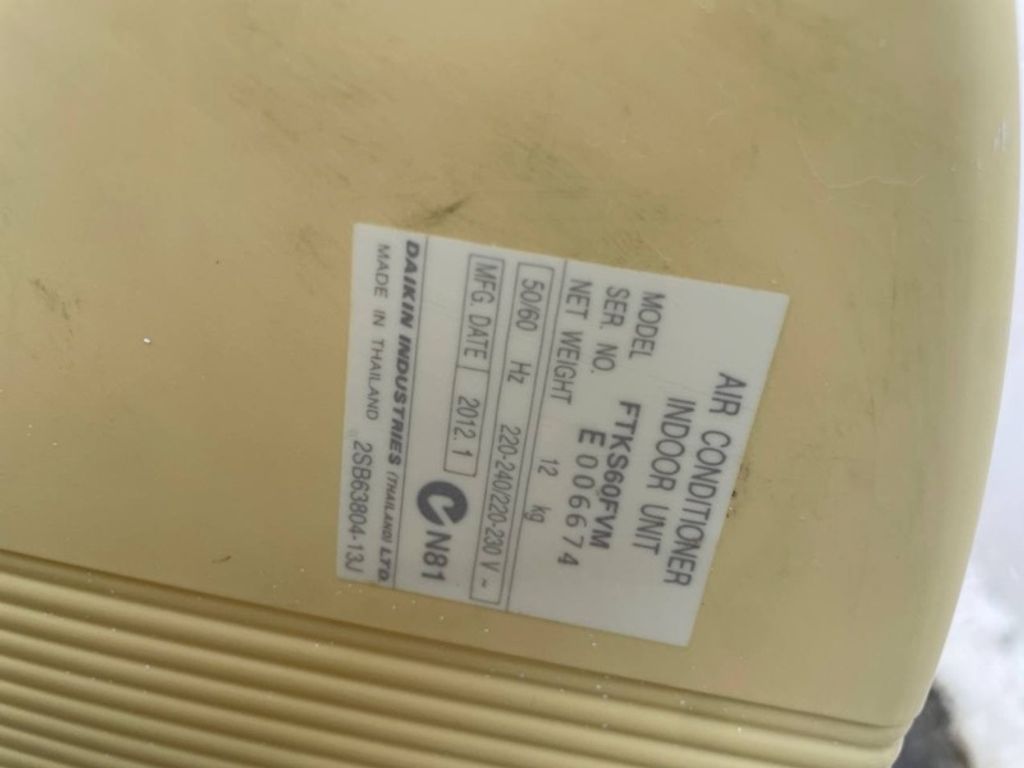 AIR CONDITIONER
INDOOR UNIT
MODEL FTKS60FVM
SER. NO. E006674
NET WEIGHT 12 kg
50/60 Hz 220-240/220-230 V ~
MFG. DATE 2012.1
N81
DAIKIN INDUSTRIES (THAILAND) LTD.
MADE IN THAILAND 2SB63804-13J